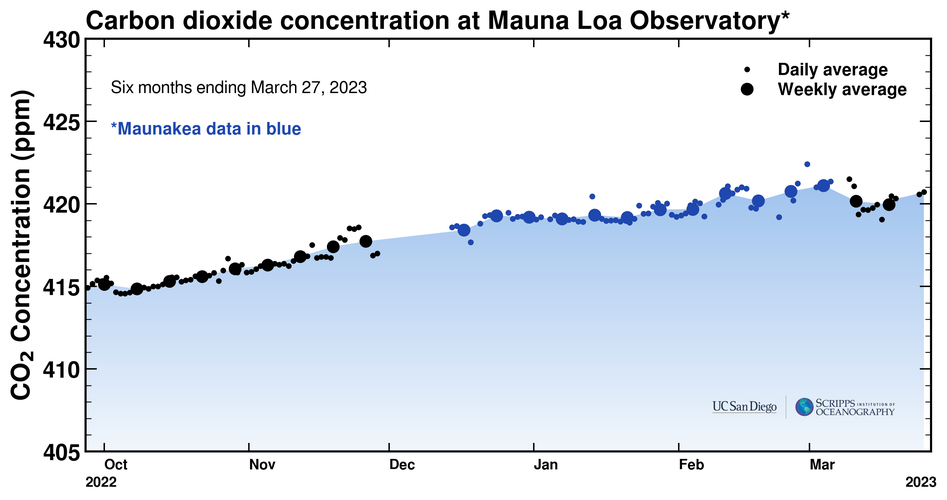 Carbon dioxide concentration at Mauna Loa Observatory*
430
Six months ending March 27, 2023
Daily average
Weekly average
*Maunakea data in blue
425
420
415
410
405
CO2 Concentration (ppm)
UC San Diego
SCRIPPS INSTITUTION OF
OCEANOGRAPHY
Oct Nov Dec Jan Feb Mar
2022 2023